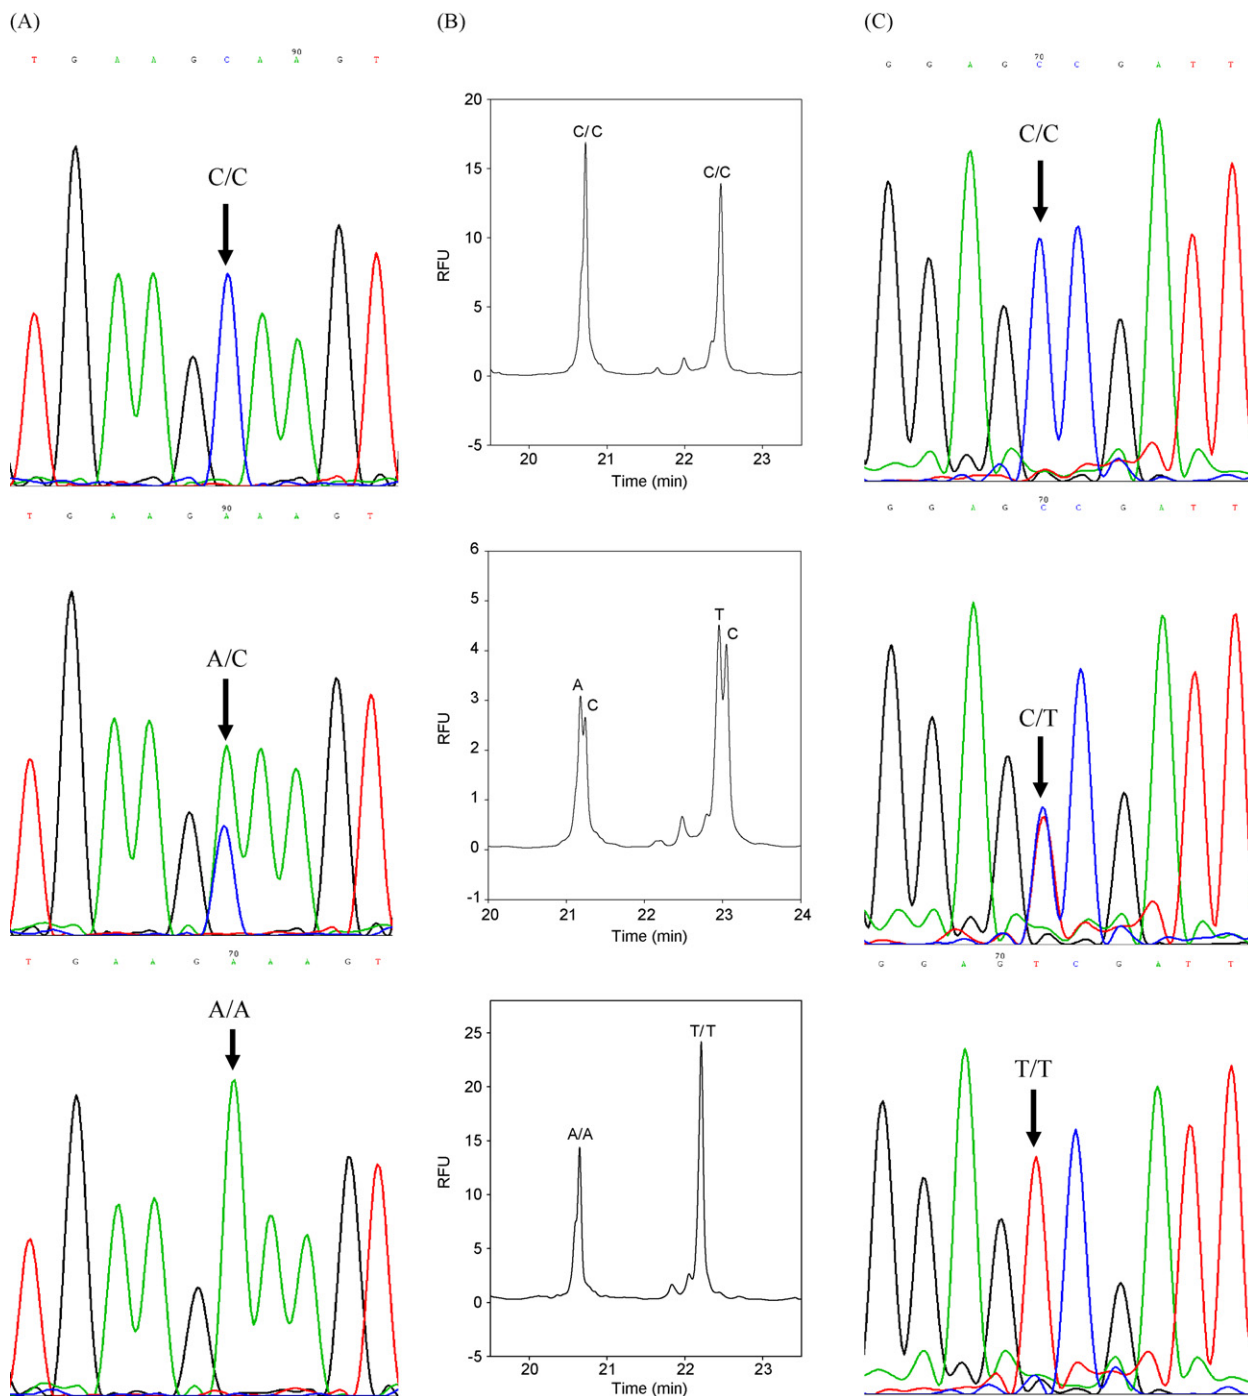 (A)
(B)
(C)
90
T G A A G C A A G T
C/C
20
15
10
5
0
-5
RFU
C/C
C/C
20 21 22 23
Time (min)
70
G G A G C C G A T T
C/C
90
T G A A G A A A G T
A/C
6
5
4
3
2
1
0
-1
RFU
A
C
T
C
20 21 22 23 24
Time (min)
70
G G A G C C G A T T
C/T
70
T G A A G A A A G T
A/A
25
20
15
10
5
0
-5
RFU
A/A
T/T
20 21 22 23
Time (min)
70
G G A G T C G A T T
T/T